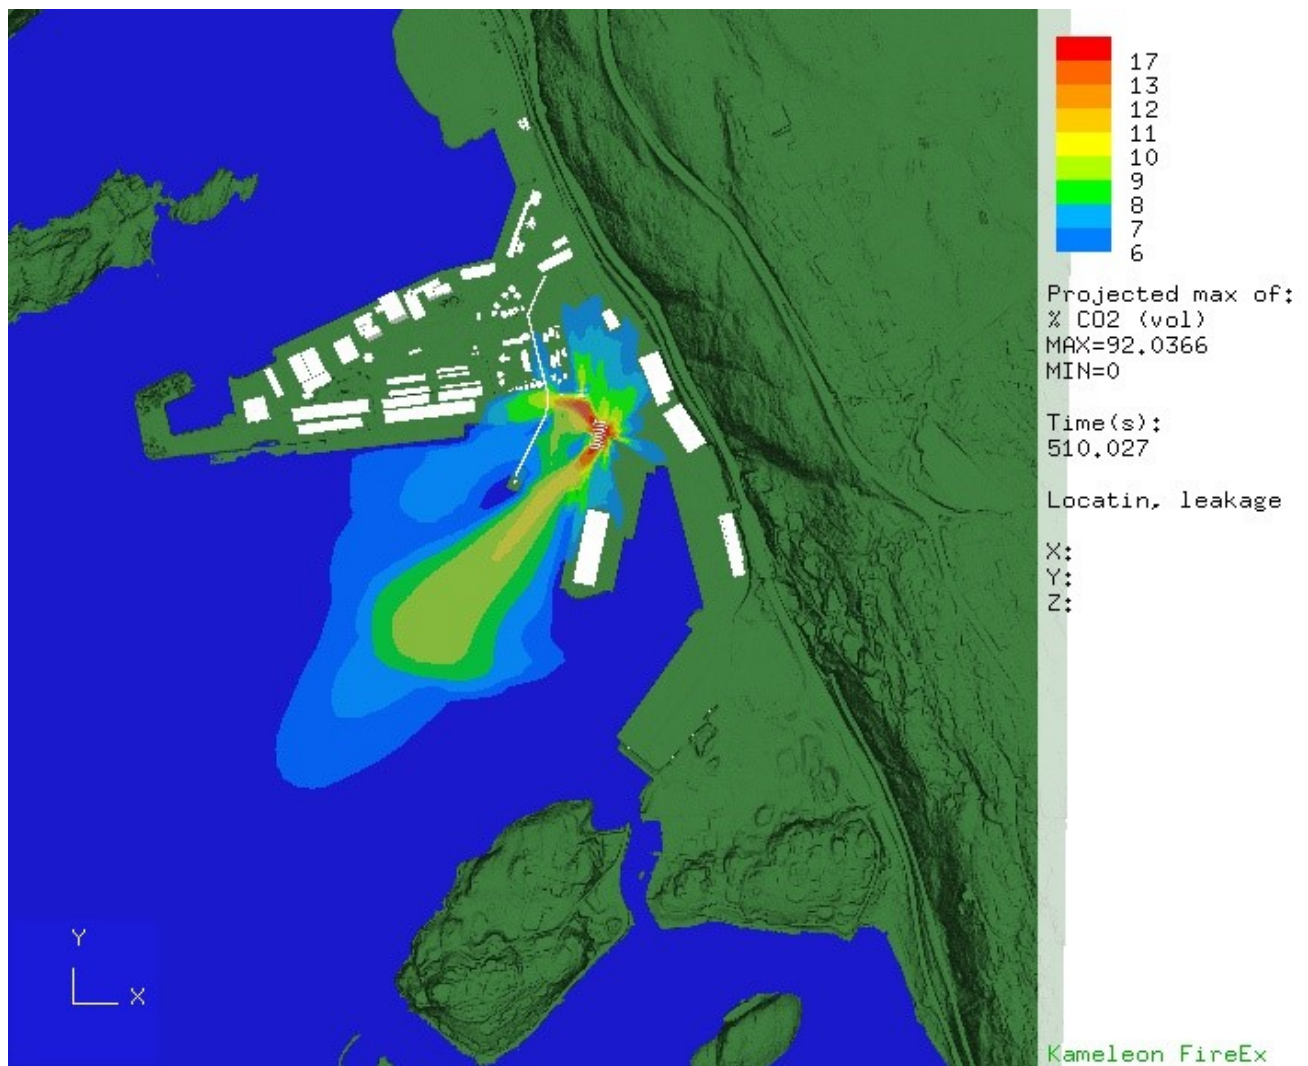 17
13
12
11
10
9
8
7
6
Projected max of:
% CO2 (vol)
MAX=92.0366
MIN=0
Time(s):
510.027
Locatin, leakage
X:
Y:
Z:
Y
X
Kameleon FireEx